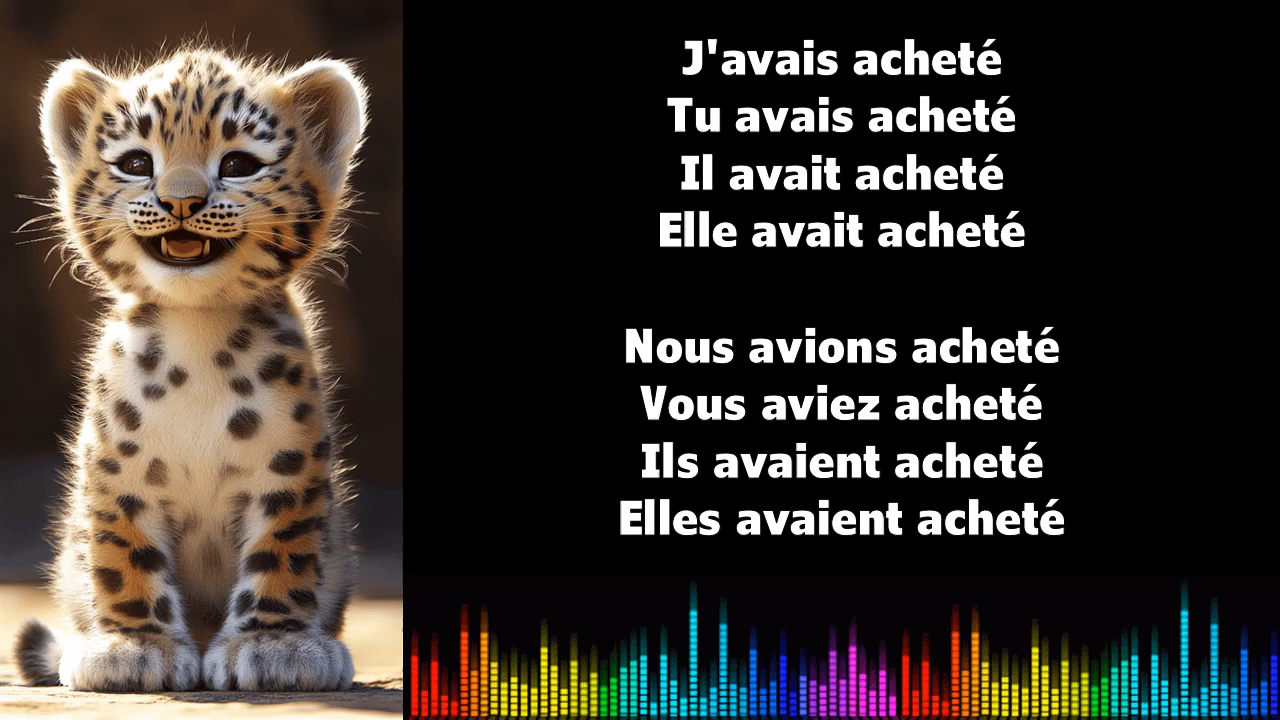 J'avais acheté
Tu avais acheté
Il avait acheté
Elle avait acheté
Nous avions acheté
Vous aviez acheté
Ils avaient acheté
Elles avaient acheté